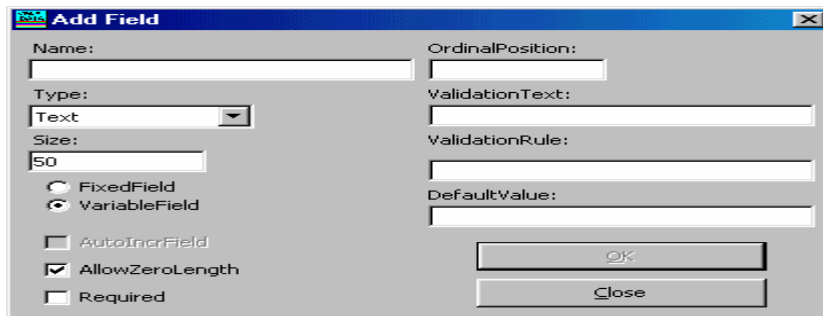 Add Field
Name:
OrdinalPosition:
Type:
ValidationText:
Text
Size:
ValidationRule:
50
FixedField
DefaultValue:
VariableField
AutoIncrField
OK
AllowZeroLength
Close
Required